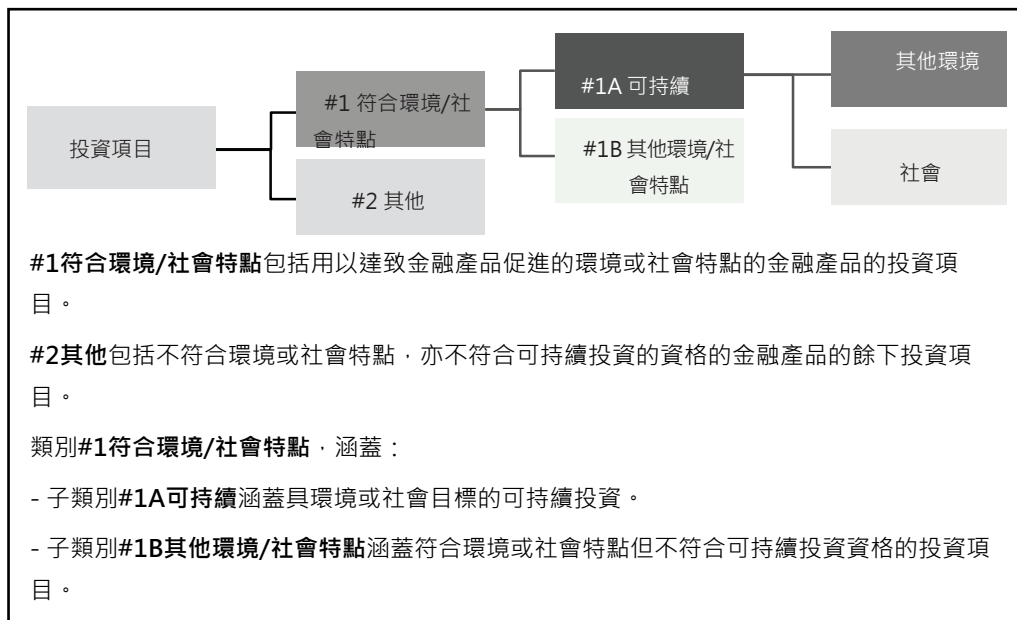 投資項目
#1 符合環境/社
會特點
#2 其他
#1A 可持續
#1B 其他環境/社
會特點
其他環境
社會
#1符合環境/社會特點包括用以達致金融產品促進的環境或社會特點的金融產品的投資項
目。
#2其他包括不符合環境或社會特點，亦不符合可持續投資的資格的金融產品的餘下投資項
目。
類別#1符合環境/社會特點，涵蓋：
- 子類別#1A可持續涵蓋具環境或社會目標的可持續投資。
- 子類別#1B其他環境/社會特點涵蓋符合環境或社會特點但不符合可持續投資資格的投資項
目。